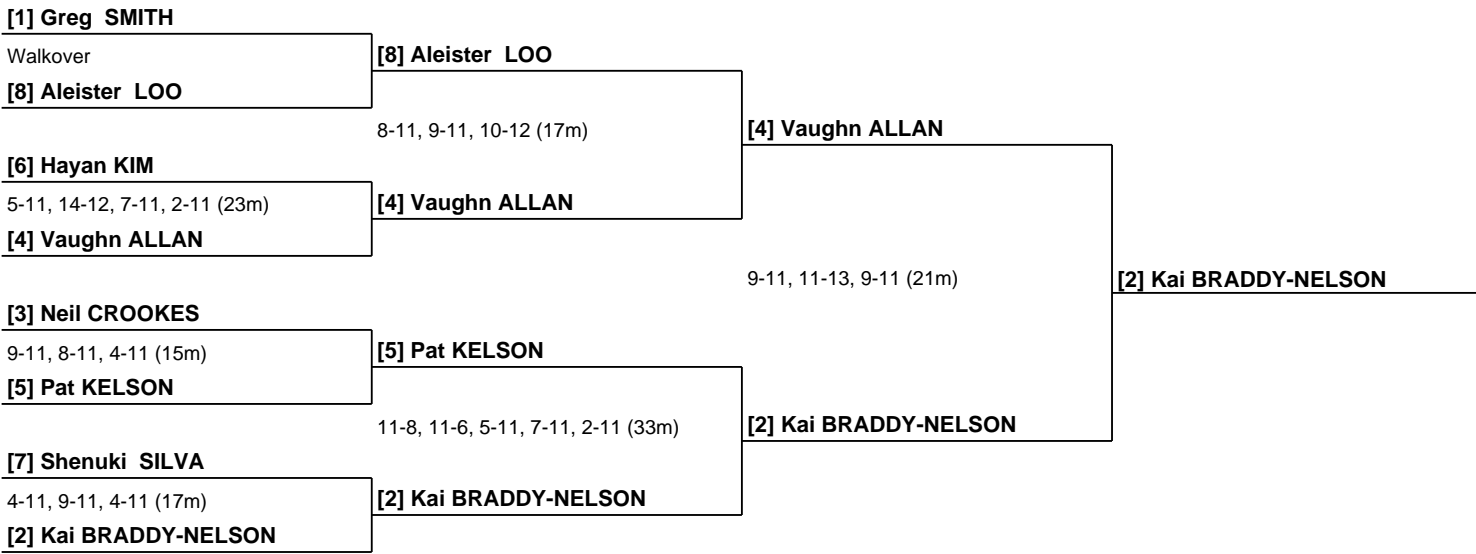 [1] Greg  SMITH
Walkover
[8] Aleister  LOO
[8] Aleister  LOO
8-11, 9-11, 10-12 (17m)
[4] Vaughn ALLAN
[6] Hayan KIM
5-11, 14-12, 7-11, 2-11 (23m)
[4] Vaughn ALLAN
[4] Vaughn ALLAN
9-11, 11-13, 9-11 (21m)
[2] Kai BRADDY-NELSON
[3] Neil CROOKES
9-11, 8-11, 4-11 (15m)
[5] Pat KELSON
[5] Pat KELSON
11-8, 11-6, 5-11, 7-11, 2-11 (33m)
[2] Kai BRADDY-NELSON
[7] Shenuki  SILVA
4-11, 9-11, 4-11 (17m)
[2] Kai BRADDY-NELSON
[2] Kai BRADDY-NELSON